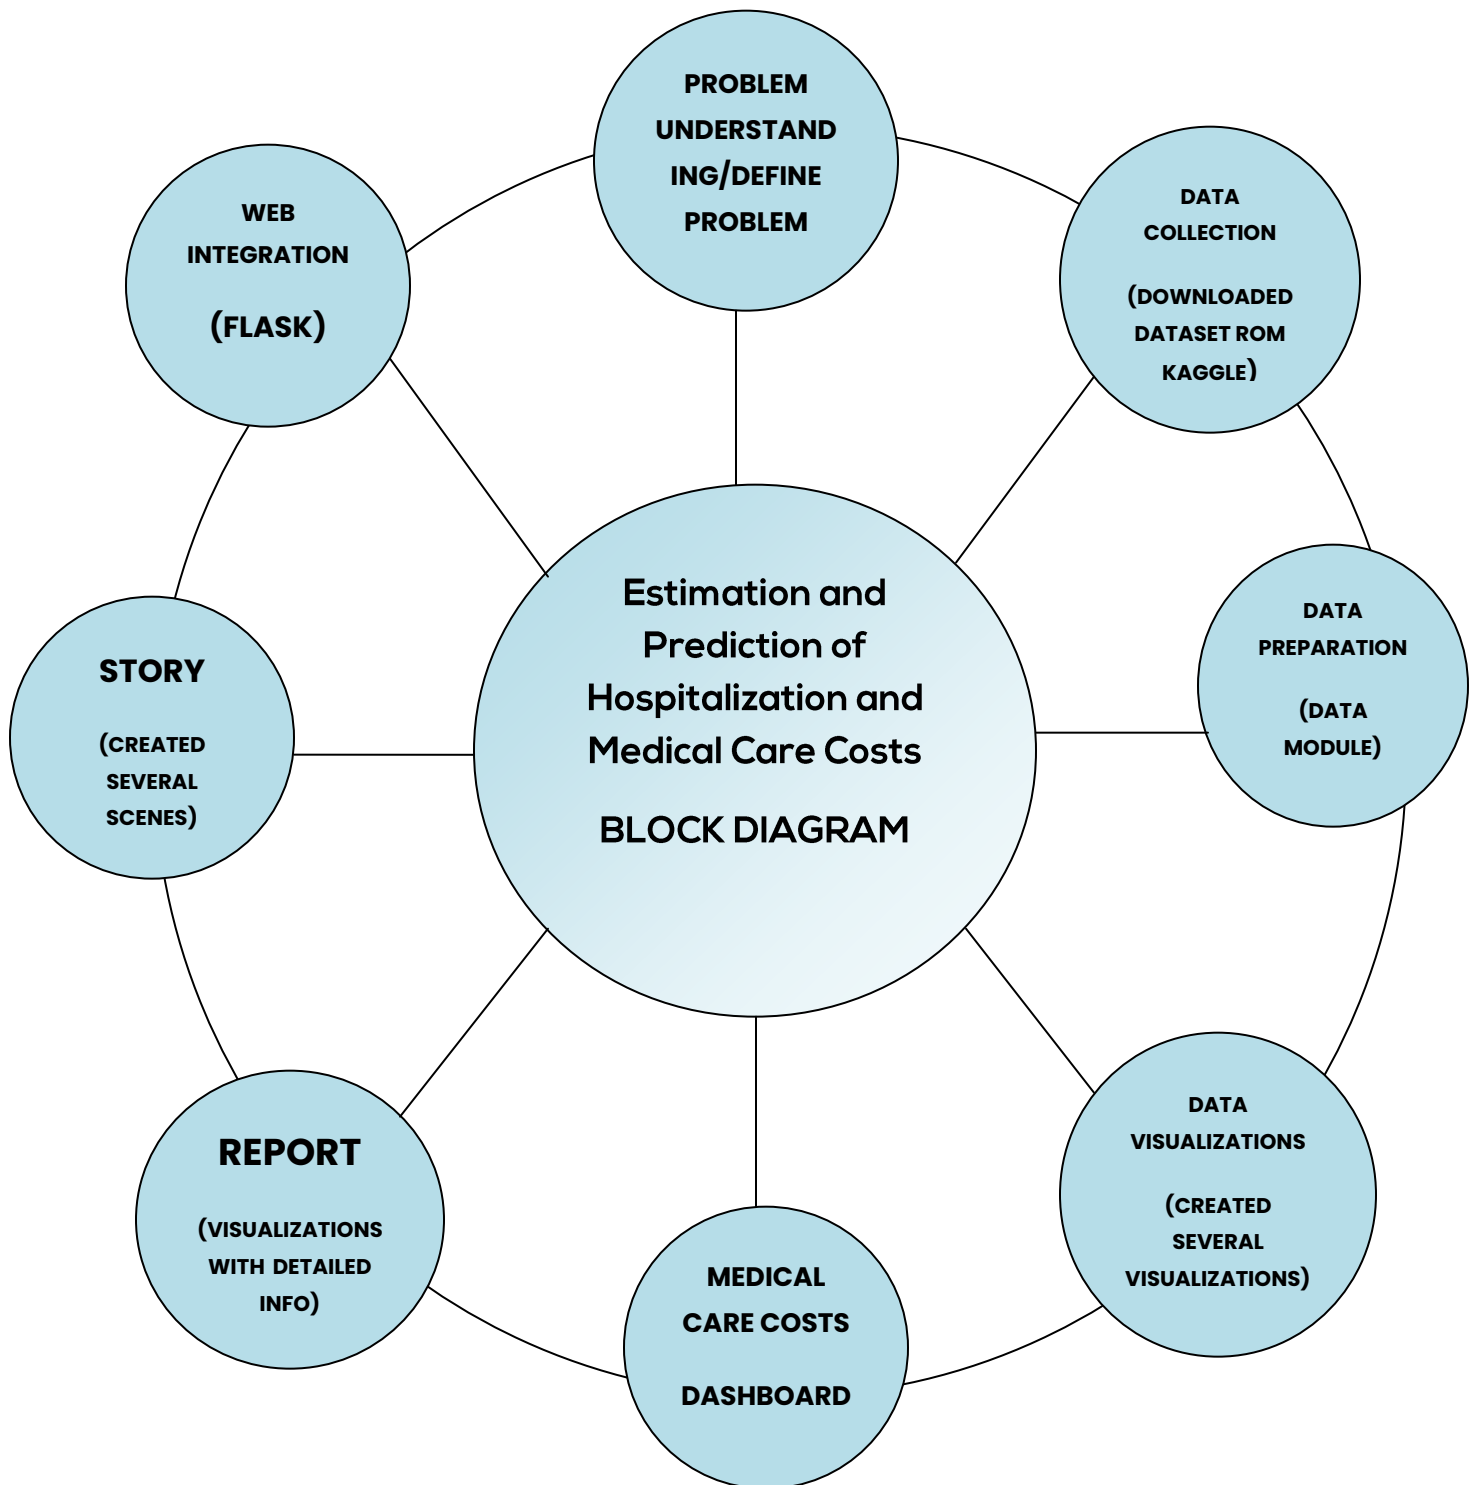 PROBLEM
UNDERSTAND
ING/DEFINE
PROBLEM
DATA
COLLECTION
(DOWNLOADED
DATASET ROM
KAGGLE)
DATA
PREPARATION
(DATA
MODULE)
DATA
VISUALIZATIONS
(CREATED
SEVERAL
VISUALIZATIONS)
MEDICAL
CARE COSTS
DASHBOARD
REPORT
(VISUALIZATIONS
WITH DETAILED
INFO)
STORY
(CREATED
SEVERAL
SCENES)
WEB
INTEGRATION
(FLASK)
Estimation and
Prediction of
Hospitalization and
Medical Care Costs
BLOCK DIAGRAM